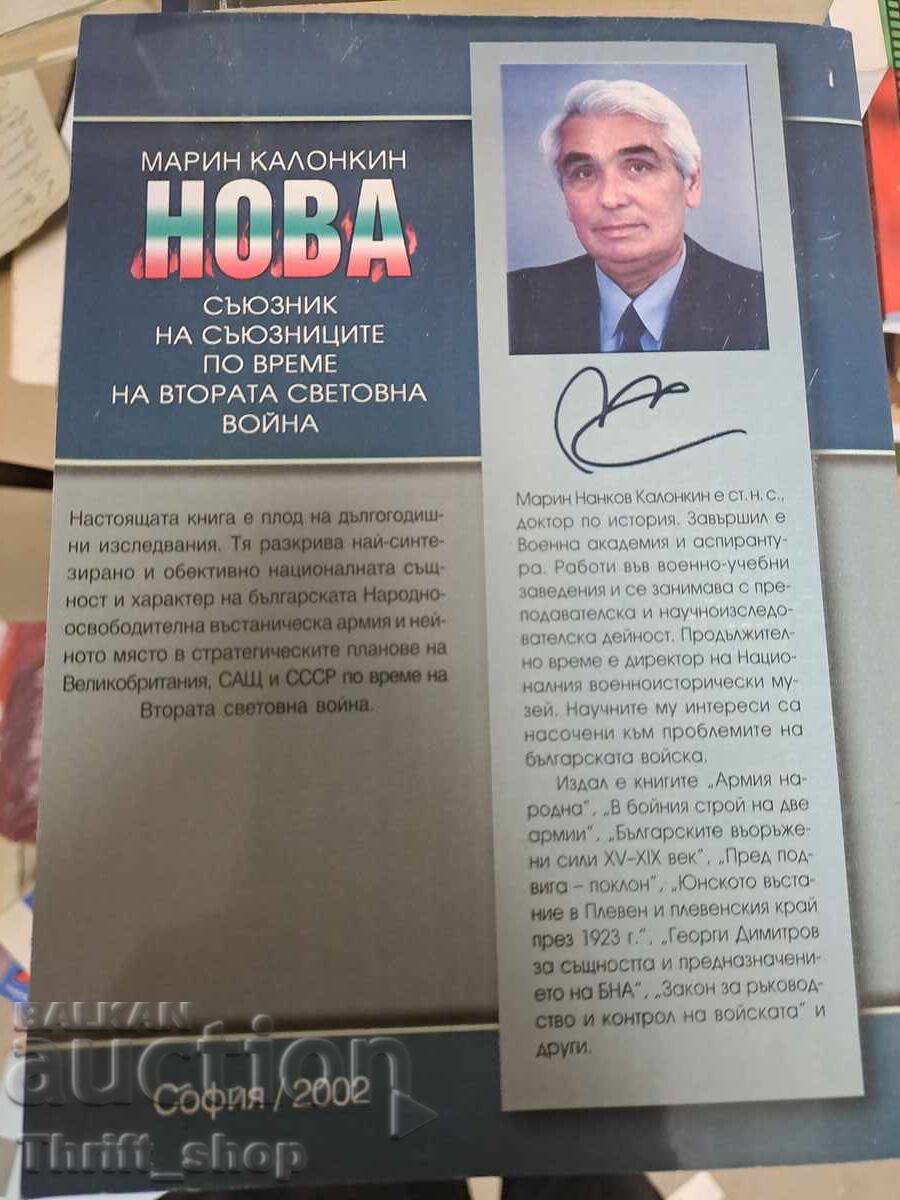 МАРИН КАЛОНКИН
НОВА
СЪЮЗНИК
НА СЪЮЗНИЦИТЕ
ПО ВРЕМЕ
НА ВТОРАТА СВЕТОВНА
ВОЙНА
Настоящата книга е плод на дългогодиш-
ни изследвания. Тя разкрива най-синте-
зирано и обективно националната същ-
ност и характер на българската Народно-
освободителна въстаническа армия и ней-
ното място в стратегическите планове на
Великобритания, САЩ и СССР по време на
Втората световна война.
Марин Нанков Калонкин е ст. н. с.,
доктор по история. Завършил е
Военна академия и аспиранту-
ра. Работи във военно-учебни
заведения и се занимава с пре-
подавателска и научноизследо-
вателска дейност. Продължител-
но време е директор на Нацио-
налния военноисторически му-
зей. Научните му интереси са
насочени към проблемите на
българската войска.
Издал е книгите „Армия на-
родна“, „В бойния строй на две
армии“, „Българските въоръже-
ни сили XV–XIX век“, „Пред под-
вига – поклон“, „Юнското въста-
ние в Плевен и плевенския край
през 1923 г.“, „Георги Димитров
за същността и предназначени-
ето на БНА“, „Закон за ръковод-
ство и контрол на войската“ и
други.
София / 2002
BALKAN
auction
Thrift_shop